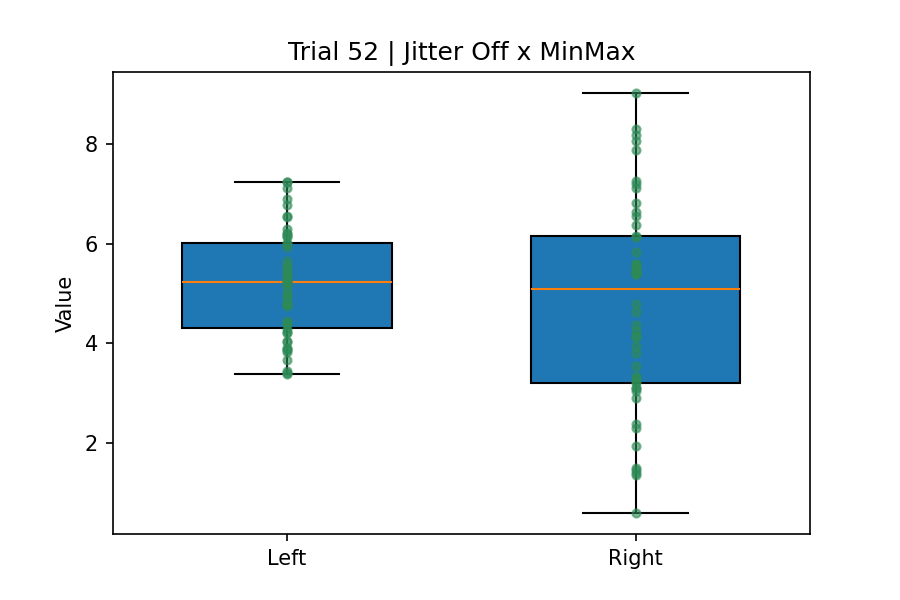 Trial 52 | Jitter Off x MinMax
Value
8
6
4
2
Left
Right